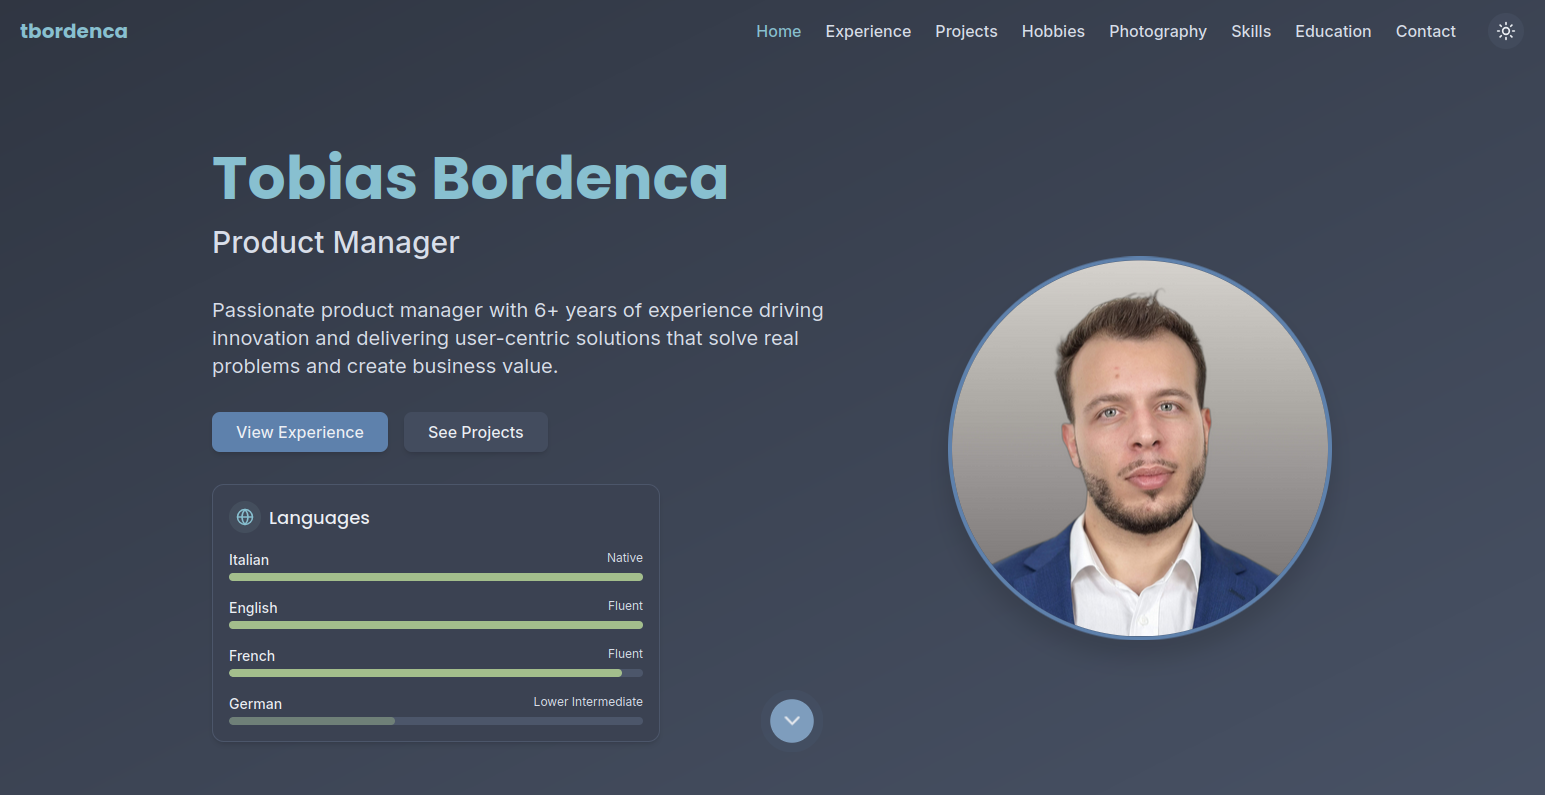 tbordenca
Home Experience Projects Hobbies Photography Skills Education Contact
Tobias Bordenca
Product Manager
Passionate product manager with 6+ years of experience driving
innovation and delivering user-centric solutions that solve real
problems and create business value.
View Experience See Projects
Languages
Italian Native
English Fluent
French Fluent
German Lower Intermediate